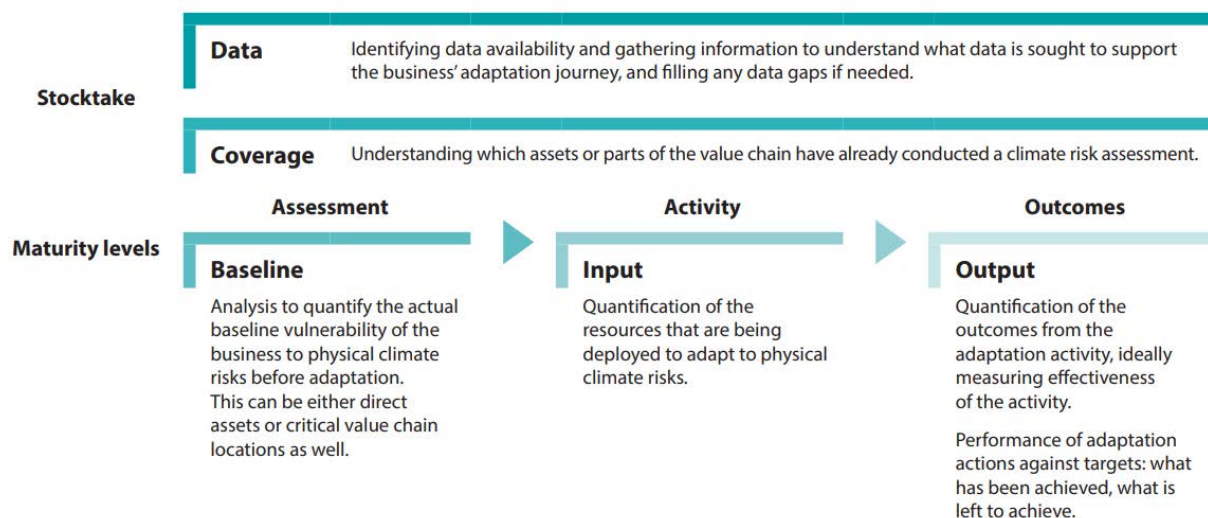 Stocktake
Data
Identifying data availability and gathering information to understand what data is sought to support
the business’ adaptation journey, and filling any data gaps if needed.
Coverage
Understanding which assets or parts of the value chain have already conducted a climate risk assessment.
Maturity levels
Assessment
Baseline
Analysis to quantify the actual
baseline vulnerability of the
business to physical climate
risks before adaptation.
This can be either direct
assets or critical value chain
locations as well.
Activity
Input
Quantification of the
resources that are being
deployed to adapt to physical
climate risks.
Outcomes
Output
Quantification of the
outcomes from the
adaptation activity, ideally
measuring effectiveness
of the activity.
Performance of adaptation
actions against targets: what
has been achieved, what is
left to achieve.